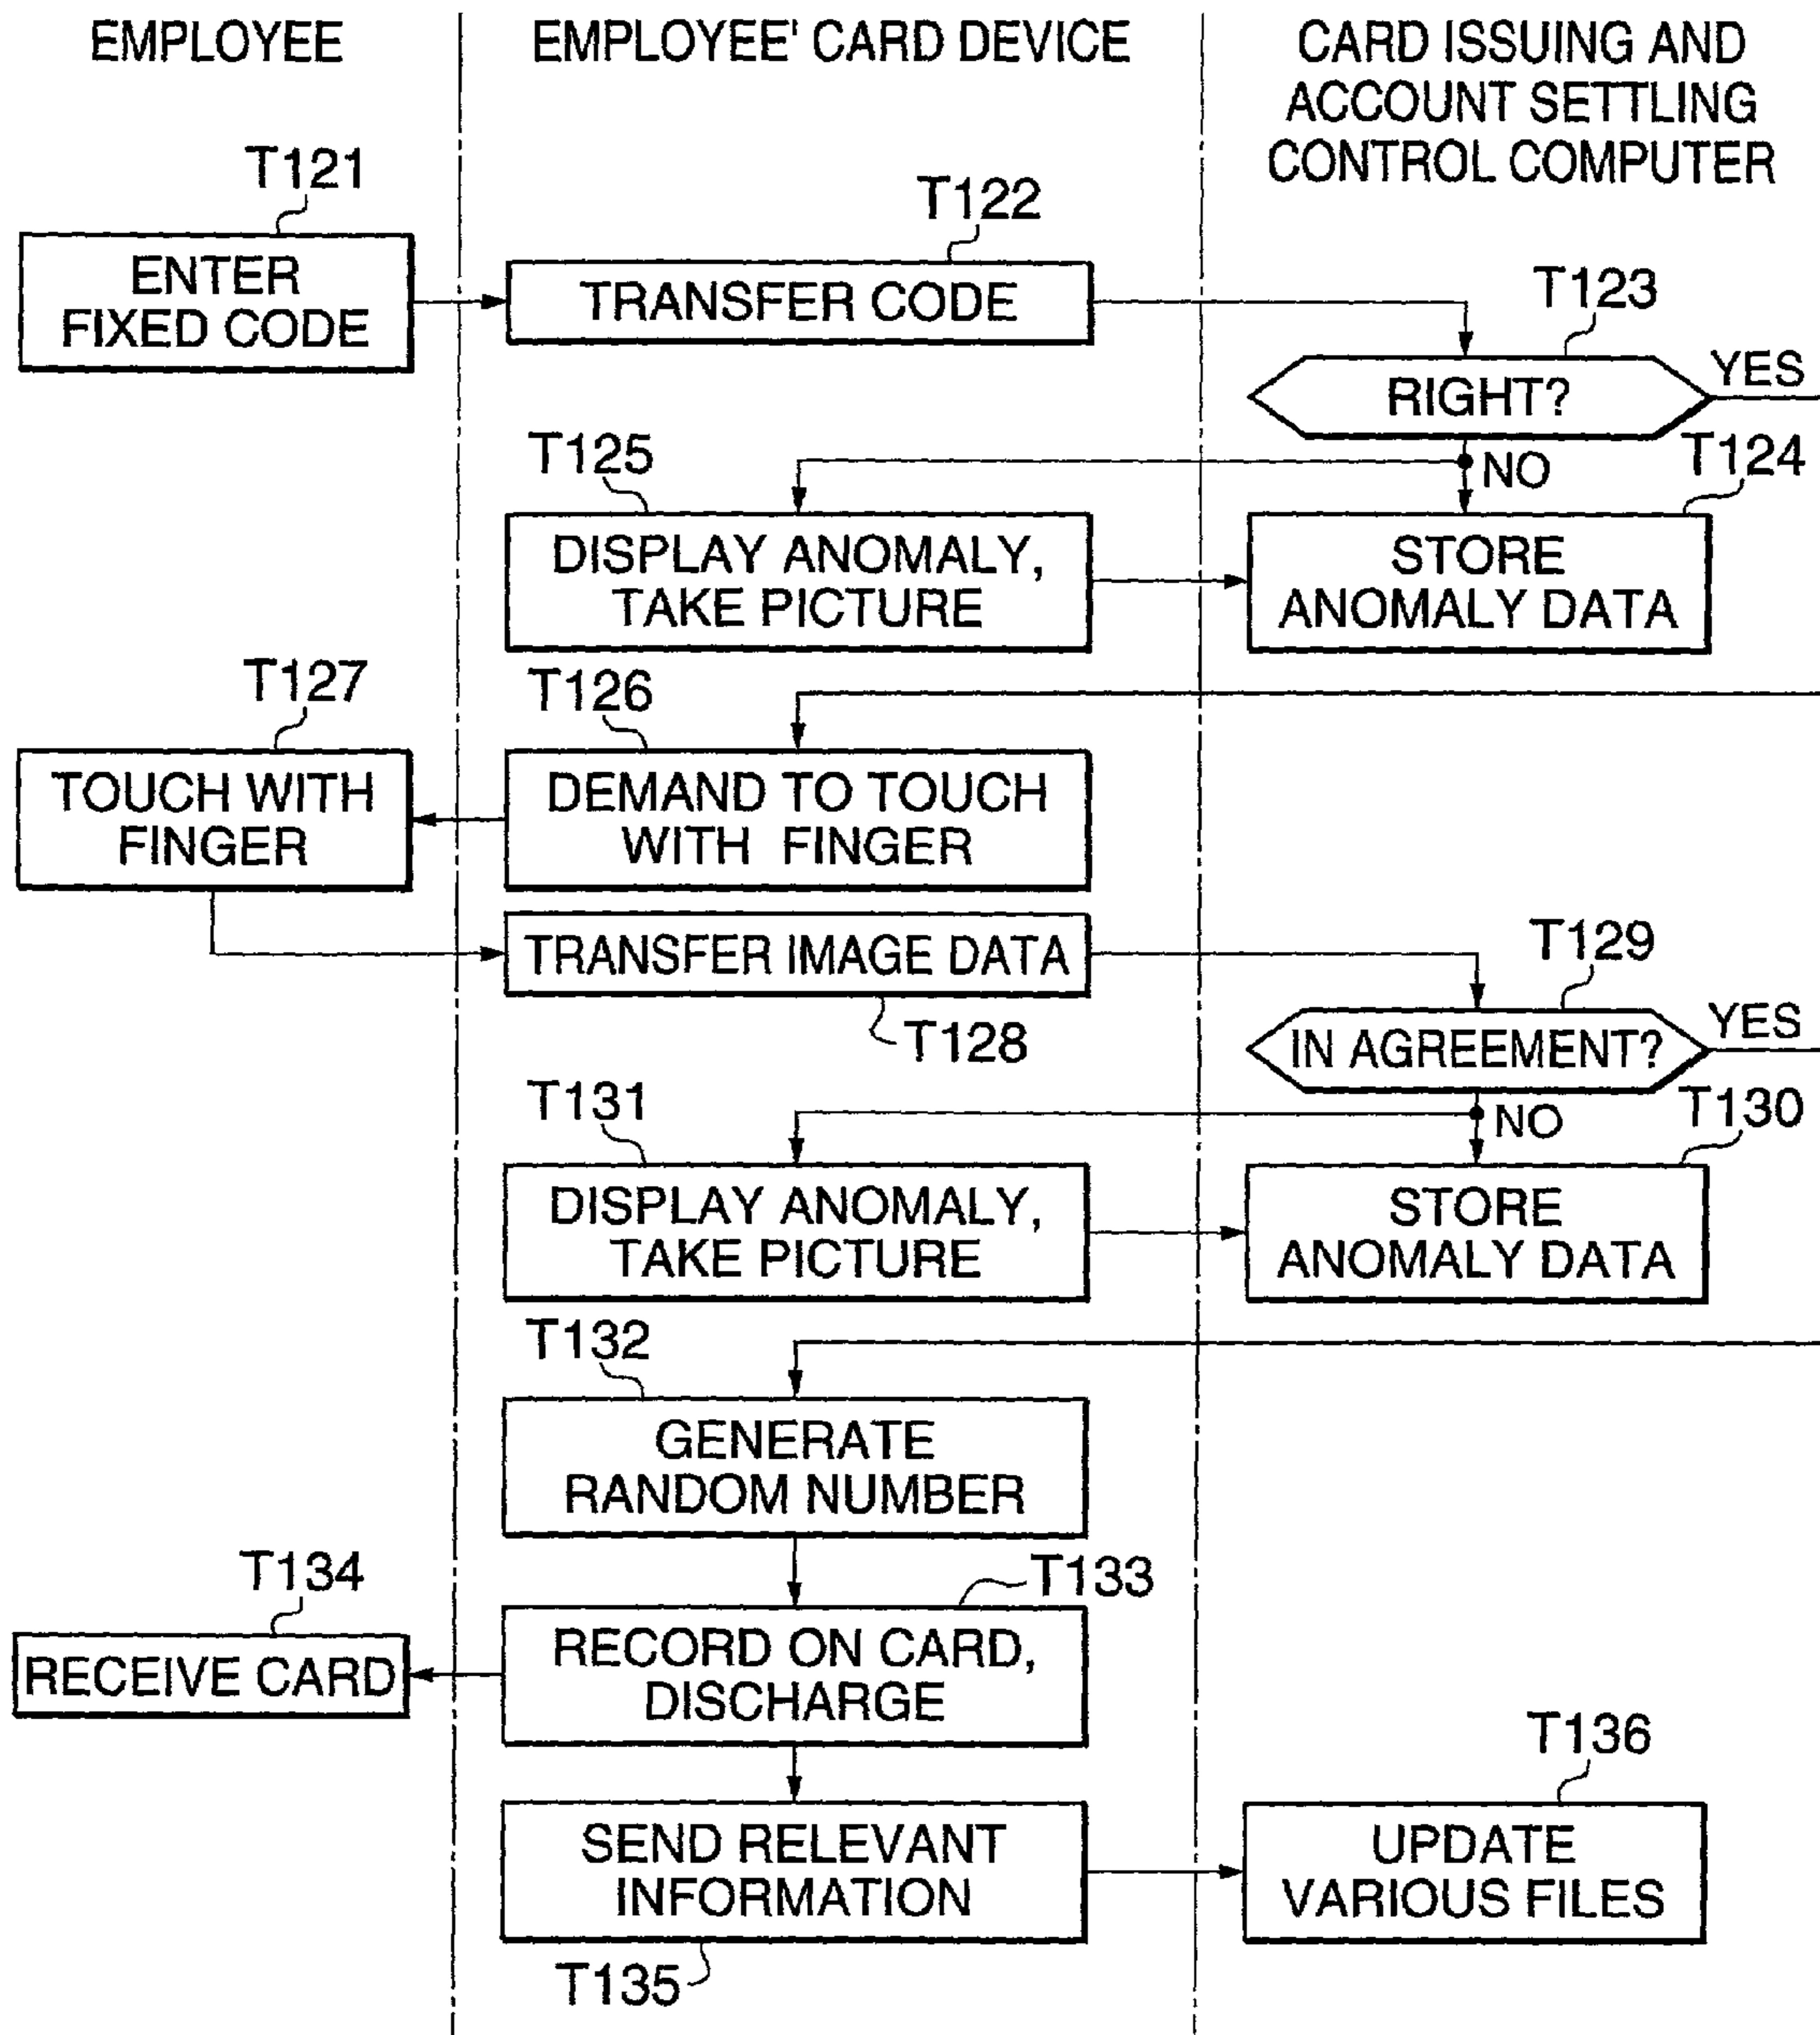 EMPLOYEE
EMPLOYEE' CARD DEVICE
CARD ISSUING AND
ACCOUNT SETTLING
CONTROL COMPUTER
T121
ENTER
FIXED CODE
T122
TRANSFER CODE
T123
RIGHT?
YES
NO
T124
STORE
ANOMALY DATA
T125
DISPLAY ANOMALY,
TAKE PICTURE
T126
DEMAND TO TOUCH
WITH FINGER
T127
TOUCH WITH
FINGER
TRANSFER IMAGE DATA
T128
T129
IN AGREEMENT?
YES
NO
T130
STORE
ANOMALY DATA
T131
DISPLAY ANOMALY,
TAKE PICTURE
T132
GENERATE
RANDOM NUMBER
T133
RECORD ON CARD,
DISCHARGE
T134
RECEIVE CARD
SEND RELEVANT
INFORMATION
T135
T136
UPDATE
VARIOUS FILES